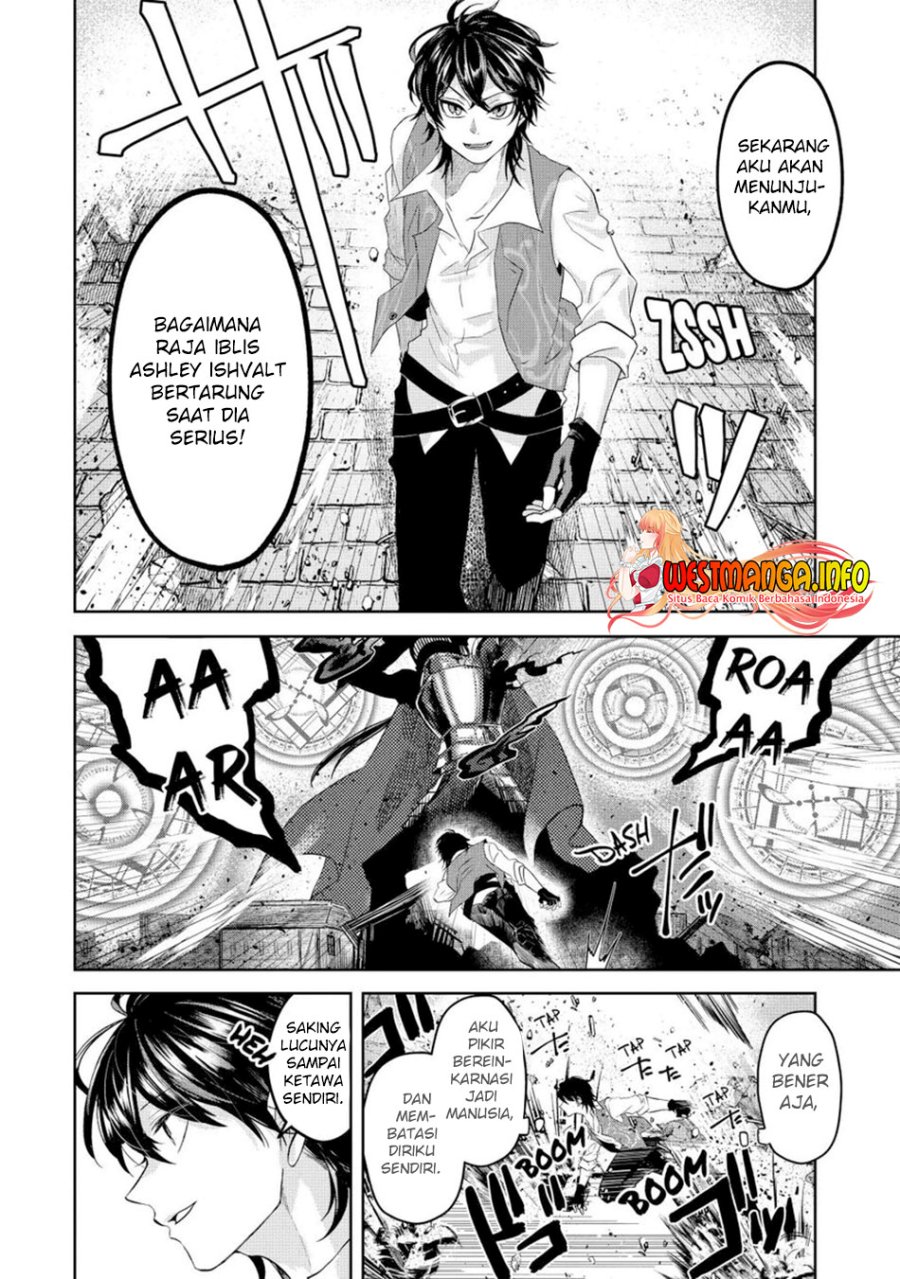 SEKARANG
AKU AKAN
MENUNJU-
KANMU,
BAGAIMANA
RAJA IBLIS
ASHLEY ISHVALT
BERTARUNG
SAAT DIA
SERIUS!
ZSSH
WESTMANGA.INFO
Situs Baca Komik Berbahasa Indonesia
ROA
AA
AA
AR
DASH
YANG
BENER
AJA,
TAP
TAP
TAP
AKU
PIKIR
BEREIN-
KARNASI
JADI
MANUSIA,
DAN
MEM-
BATASI
DIRIKU
SENDIRI.
BOOM
BOOM
SAKING
LUCUNYA
SAMPAI
KETAWA
SENDIRI.
HEH